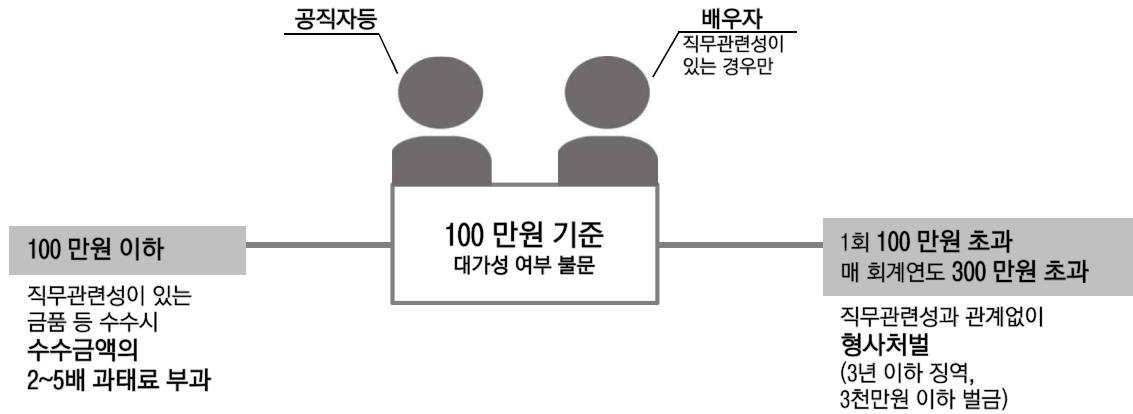 공직자등
배우자
직무관련성이
있는 경우만
100 만원 기준
대가성 여부 불문
100 만원 이하
직무관련성이 있는
금품 등 수수시
수수금액의
2~5배 과태료 부과
1회 100 만원 초과
매 회계연도 300 만원 초과
직무관련성과 관계없이
형사처벌
(3년 이하 징역,
3천만원 이하 벌금)